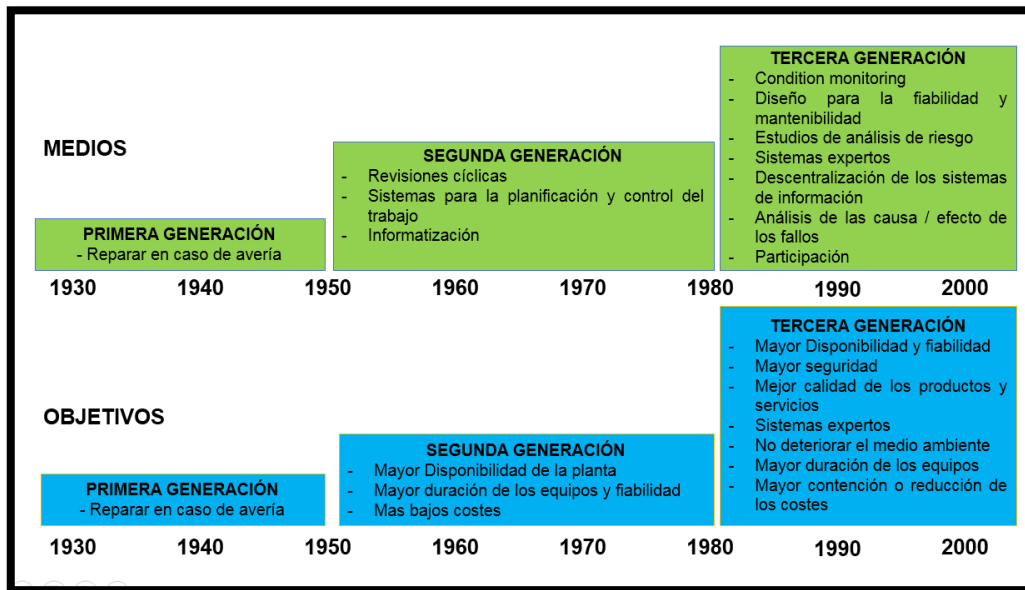 MEDIOS
PRIMERA GENERACIÓN
- Reparar en caso de avería
SEGUNDA GENERACIÓN
- Revisiones cíclicas
- Sistemas para la planificación y control del
trabajo
- Informatización
TERCERA GENERACIÓN
- Condition monitoring
- Diseño para la fiabilidad y
mantenibilidad
- Estudios de análisis de riesgo
- Sistemas expertos
- Descentralización de los sistemas
de información
- Análisis de las causa / efecto de
los fallos
- Participación
1930 1940 1950 1960 1970 1980 1990 2000
OBJETIVOS
PRIMERA GENERACIÓN
- Reparar en caso de avería
SEGUNDA GENERACIÓN
- Mayor Disponibilidad de la planta
- Mayor duración de los equipos y fiabilidad
- Mas bajos costes
TERCERA GENERACIÓN
- Mayor Disponibilidad y fiabilidad
- Mayor seguridad
- Mejor calidad de los productos y
servicios
- Sistemas expertos
- No deteriorar el medio ambiente
- Mayor duración de los equipos
- Mayor contención o reducción de
los costes
1930 1940 1950 1960 1970 1980 1990 2000